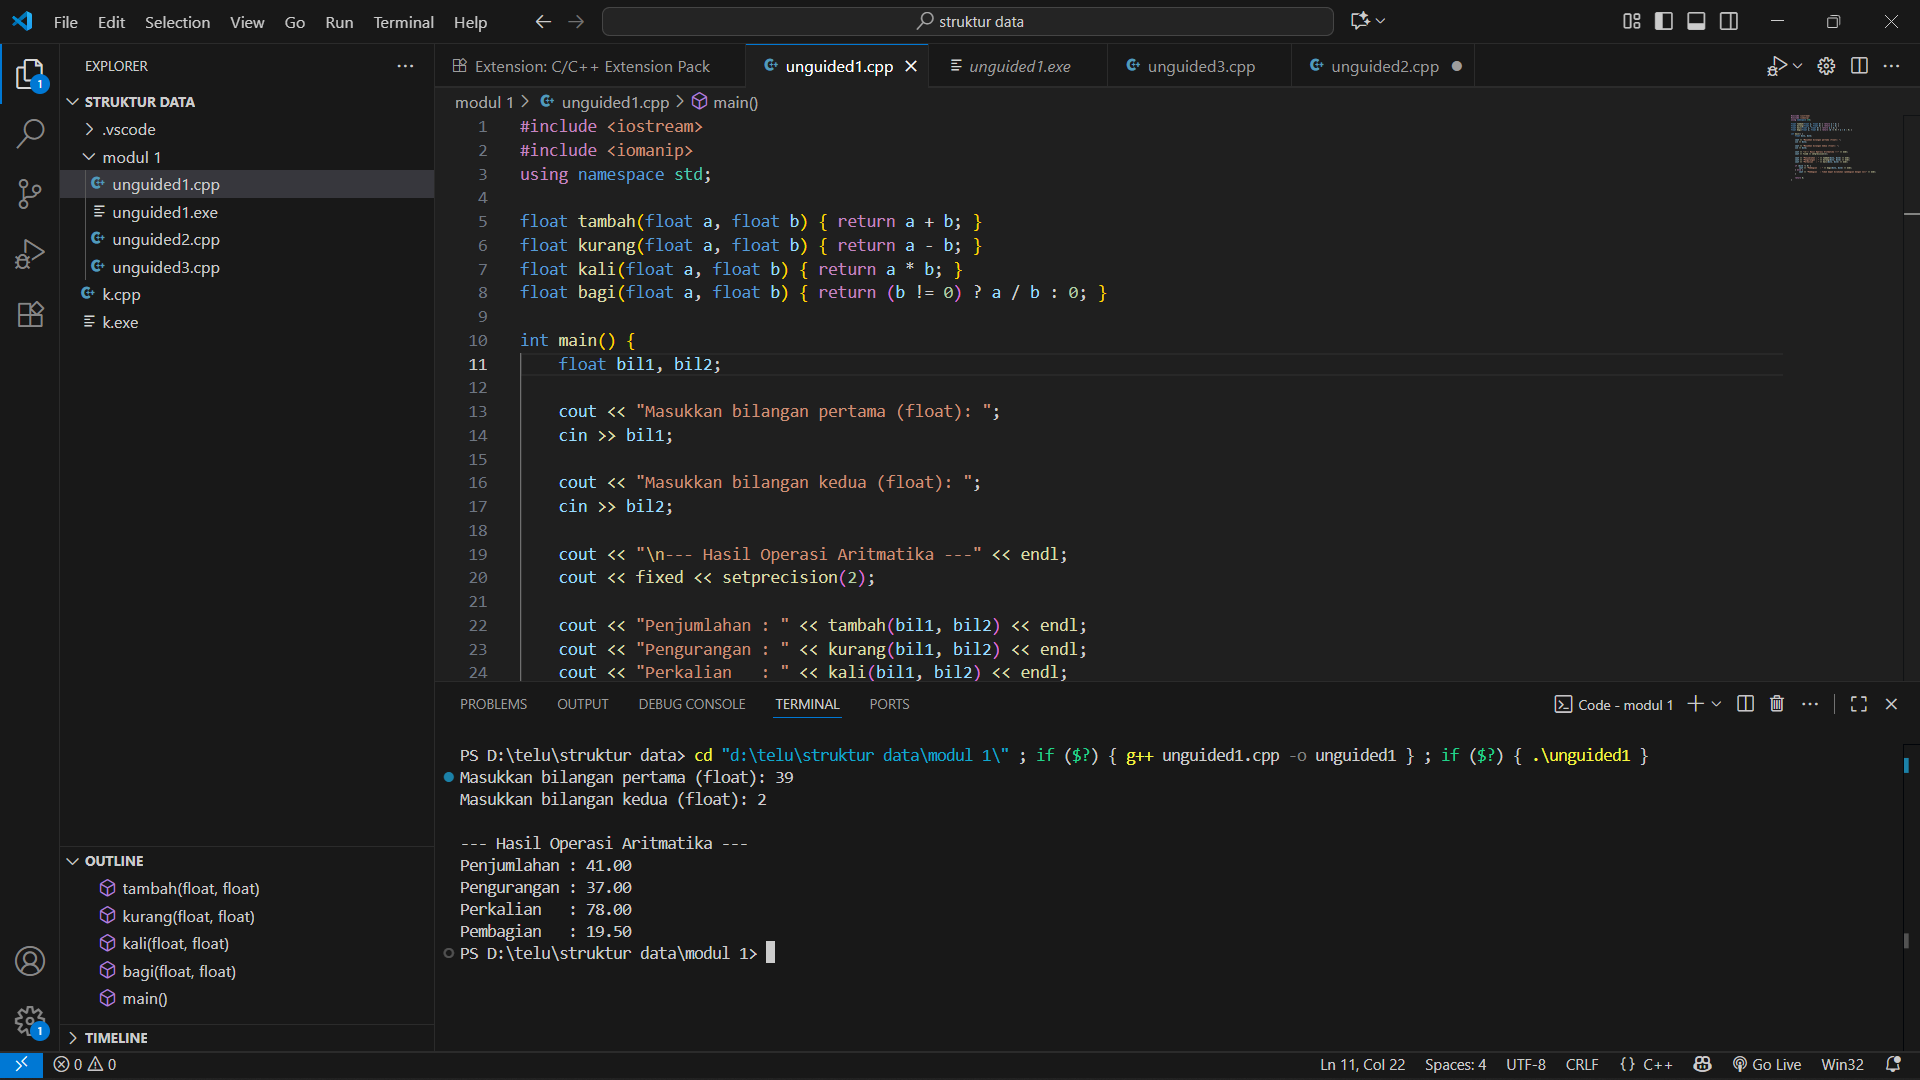 File Edit Selection View Go Run Terminal Help
struktur data
EXPLORER
STRUKTUR DATA
.vscode
modul 1
unguided1.cpp
unguided1.exe
unguided2.cpp
unguided3.cpp
k.cpp
k.exe
OUTLINE
tambah(float, float)
kurang(float, float)
kali(float, float)
bagi(float, float)
main()
TIMELINE
Extension: C/C++ Extension Pack
unguided1.cpp
unguided1.exe
unguided3.cpp
unguided2.cpp
modul 1 > unguided1.cpp > main()
1 #include <iostream>
2 #include <iomanip>
3 using namespace std;
4
5 float tambah(float a, float b) { return a + b; }
6 float kurang(float a, float b) { return a - b; }
7 float kali(float a, float b) { return a * b; }
8 float bagi(float a, float b) { return (b != 0) ? a / b : 0; }
9
10 int main() {
11 float bil1, bil2;
12
13 cout << "Masukkan bilangan pertama (float): ";
14 cin >> bil1;
15
16 cout << "Masukkan bilangan kedua (float): ";
17 cin >> bil2;
18
19 cout << "\n--- Hasil Operasi Aritmatika ---" << endl;
20 cout << fixed << setprecision(2);
21
22 cout << "Penjumlahan : " << tambah(bil1, bil2) << endl;
23 cout << "Pengurangan : " << kurang(bil1, bil2) << endl;
24 cout << "Perkalian   : " << kali(bil1, bil2) << endl;
PROBLEMS OUTPUT DEBUG CONSOLE TERMINAL PORTS
Code - modul 1
PS D:\telu\struktur data> cd "d:\telu\struktur data\modul 1\" ; if ($?) { g++ unguided1.cpp -o unguided1 } ; if ($?) { .\unguided1 }
Masukkan bilangan pertama (float): 39
Masukkan bilangan kedua (float): 2
--- Hasil Operasi Aritmatika ---
Penjumlahan : 41.00
Pengurangan : 37.00
Perkalian   : 78.00
Pembagian   : 19.50
PS D:\telu\struktur data\modul 1>
1
1
0 0
Ln 11, Col 22 Spaces: 4 UTF-8 CRLF {} C++ Go Live Win32